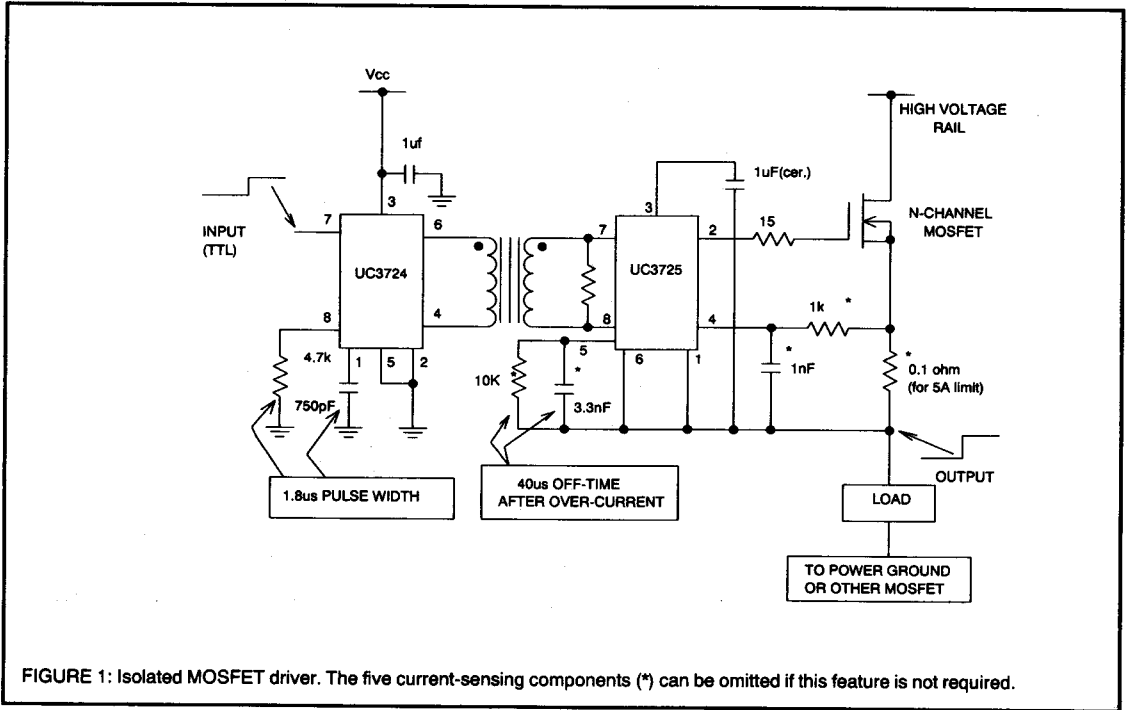 Vcc
1uf
3
7
6
INPUT
(TTL)
UC3724
8
4
4.7k
1
5
2
750pF
1.8us PULSE WIDTH
3
1uF(cer.)
7
2
15
UC3725
8
4
5
6
1
1k *
*
1nF
10K
*
*
3.3nF
40us OFF-TIME
AFTER OVER-CURRENT
HIGH VOLTAGE
RAIL
N-CHANNEL
MOSFET
*
0.1 ohm
(for 5A limit)
OUTPUT
LOAD
TO POWER GROUND
OR OTHER MOSFET
FIGURE 1: Isolated MOSFET driver. The five current-sensing components (*) can be omitted if this feature is not required.